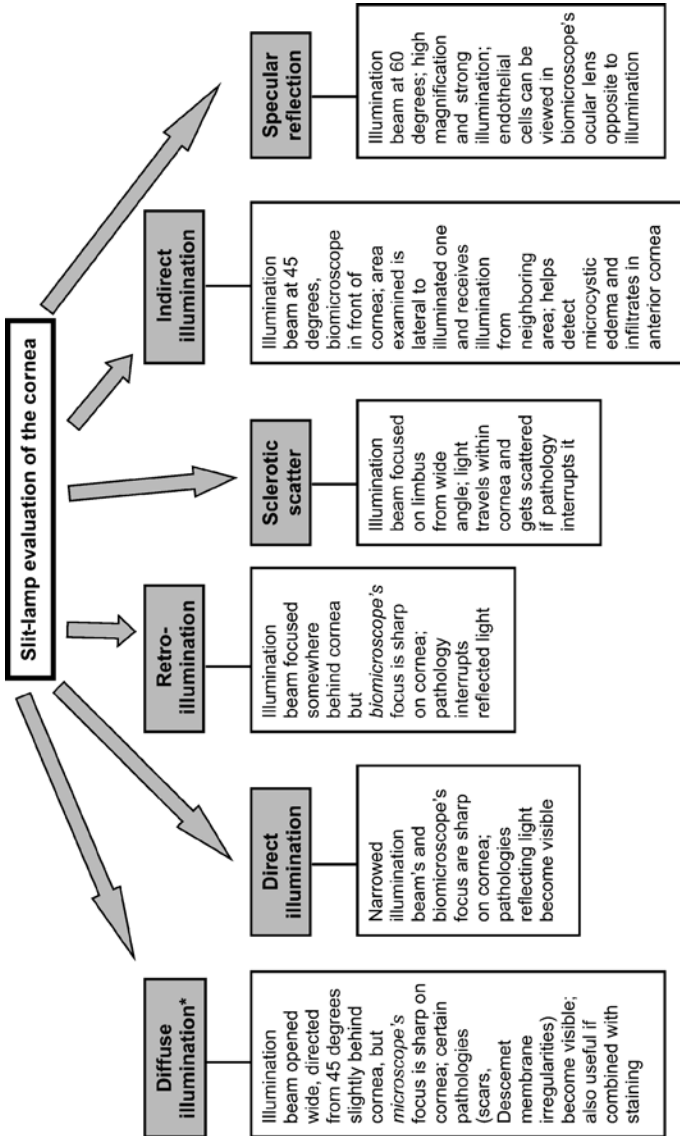 Slit-lamp evaluation of the cornea
Diffuse
illumination*
Illumination
beam opened
wide, directed
from 45 degrees
slightly behind
cornea, but
microscope's
focus is sharp on
cornea; certain
pathologies
(scars,
Descemet
membrane
irregularities)
become visible;
also useful if
combined with
staining
Direct
illumination
Narrowed
illumination
beam's and
biomicroscope's
focus are sharp
on cornea;
pathologies
reflecting light
become visible
Retro-
illumination
Illumination
beam focused
somewhere
behind cornea
but
biomicroscope's
focus is sharp
on cornea;
pathology
interrupts
reflected light
Sclerotic
scatter
Illumination
beam focused
on limbus
from wide
angle; light
travels within
cornea and
gets scattered
if pathology
interrupts it
Indirect
illumination
Illumination
beam at 45
degrees,
biomicroscope
in front of
cornea; area
examined is
lateral to
illuminated one
and receives
illumination
from
neighboring
area; helps
detect
microcystic
edema and
infiltrates in
anterior cornea
Specular
reflection
Illumination
beam at 60
degrees; high
magnification
and strong
illumination;
endothelial
cells can be
viewed in
biomicroscope's
ocular lens
opposite to
illumination